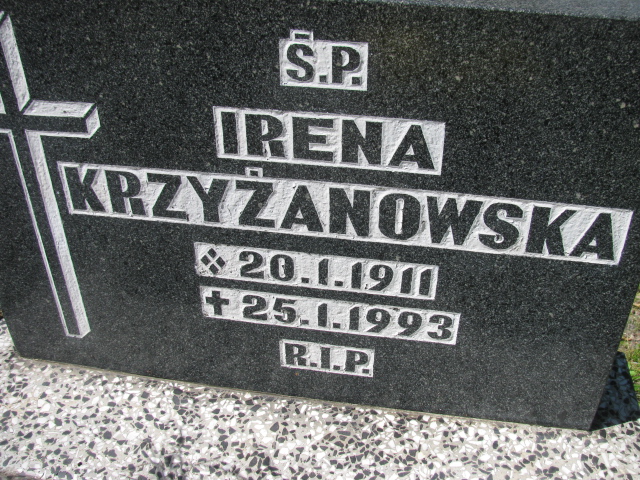 Ś.P.
IRENA
KRZYŻANOWSKA
❖ 20.1.1911
✝ 25.1.1993
R.I.P.